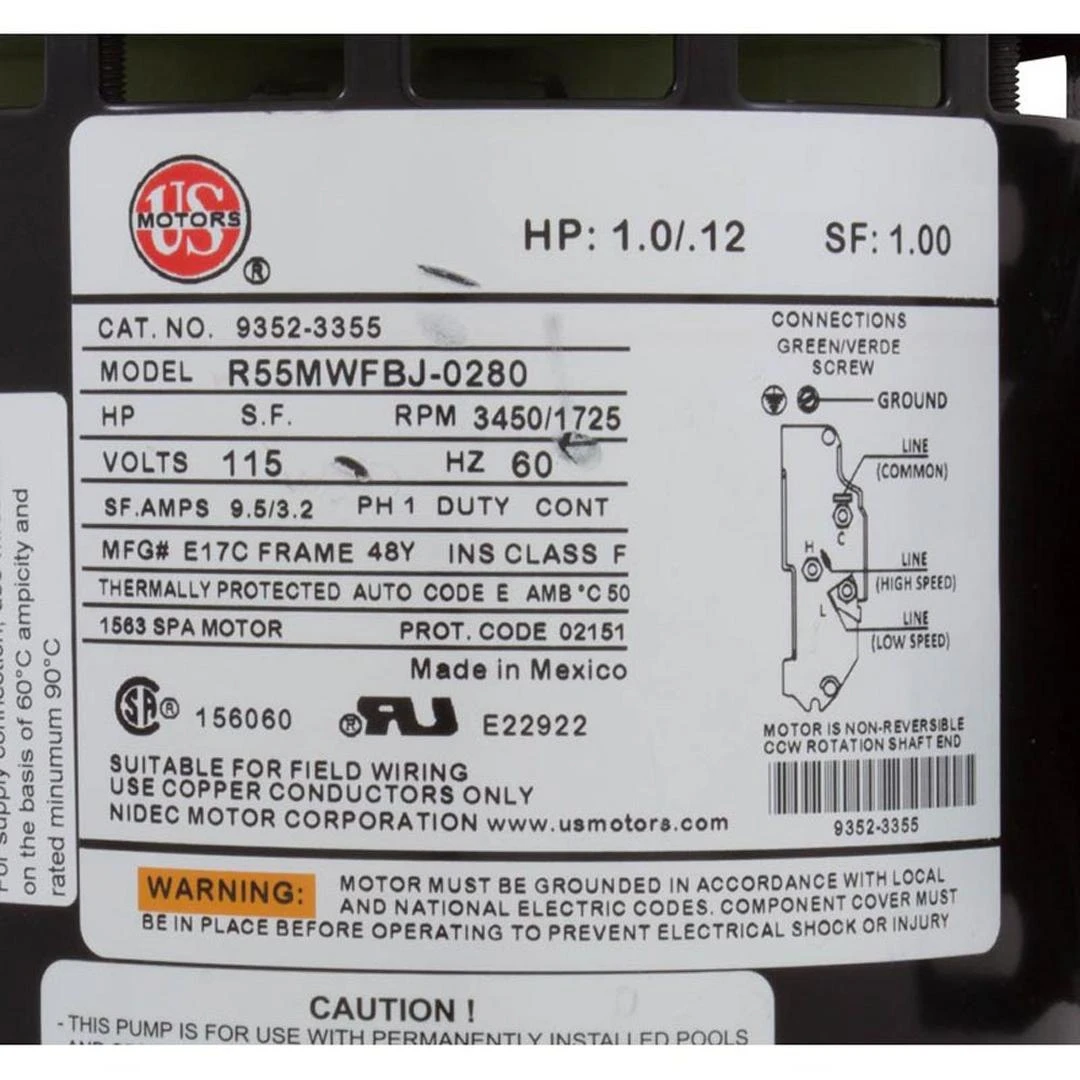 US
MOTORS
®
HP: 1.0/.12 SF: 1.00
CAT. NO. 9352-3355
MODEL R55MWFBJ-0280
HP S.F. RPM 3450/1725
VOLTS 115 HZ 60
SF.AMPS 9.5/3.2 PH 1 DUTY CONT
MFG# E17C FRAME 48Y INS CLASS F
THERMALLY PROTECTED AUTO CODE E AMB °C 50
1563 SPA MOTOR PROT. CODE 02151
Made in Mexico
SA® 156060 ®RU E22922
SUITABLE FOR FIELD WIRING
USE COPPER CONDUCTORS ONLY
NIDEC MOTOR CORPORATION www.usmotors.com
CONNECTIONS
GREEN/VERDE
SCREW
GROUND
LINE
(COMMON)
C
H
LINE
(HIGH SPEED)
L
LINE
(LOW SPEED)
MOTOR IS NON-REVERSIBLE
CCW ROTATION SHAFT END
9352-3355
WARNING: MOTOR MUST BE GROUNDED IN ACCORDANCE WITH LOCAL
AND NATIONAL ELECTRIC CODES. COMPONENT COVER MUST
BE IN PLACE BEFORE OPERATING TO PREVENT ELECTRICAL SHOCK OR INJURY
on the basis of 60°C ampicity and
rated minimum 90°C
CAUTION !
- THIS PUMP IS FOR USE WITH PERMANENTLY INSTALLED POOLS